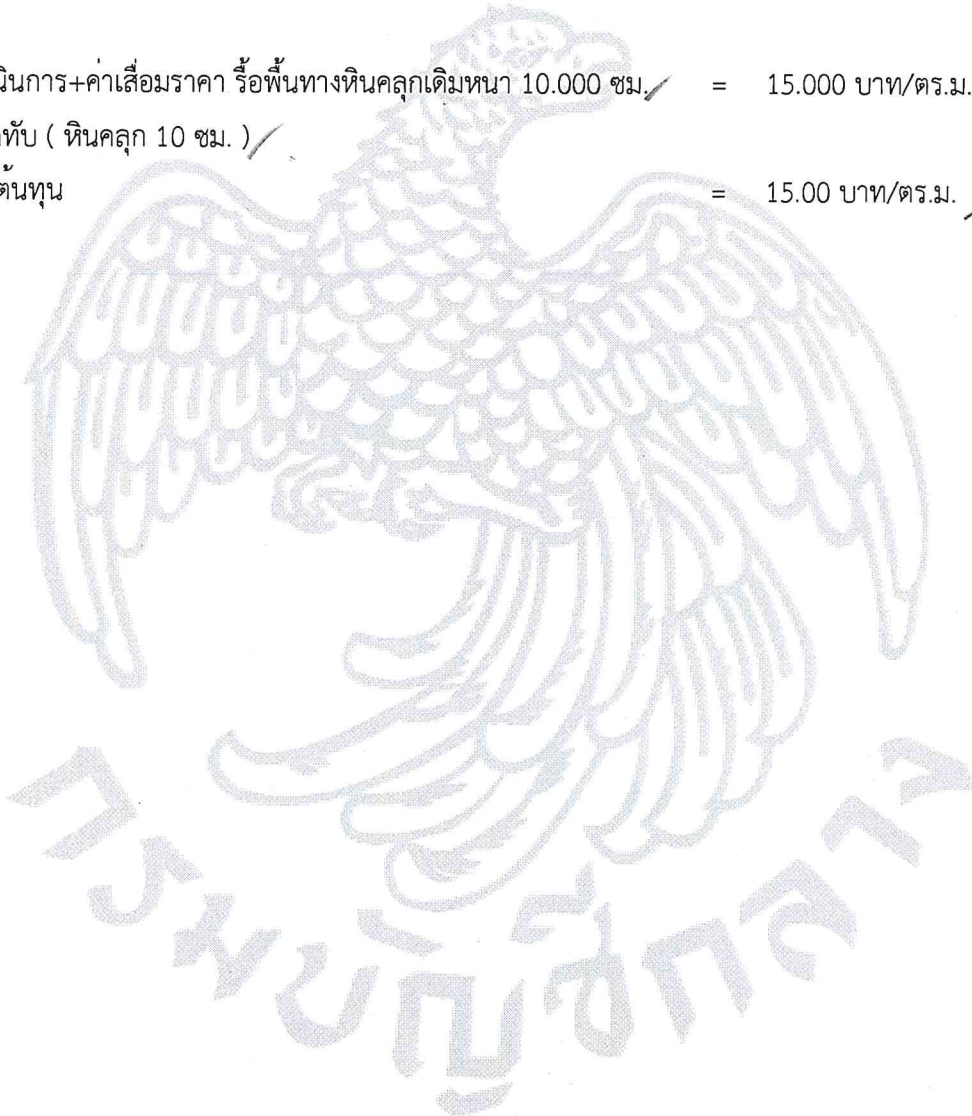 นินการ+ค่าเสื่อมราคา รื้อพื้นทางหินคลุกเดิมหนา 10.000 ซม. = 15.000 บาท/ตร.ม.
ทับ ( หินคลุก 10 ซม. )
ต้นทุน = 15.00 บาท/ตร.ม.
กรมบัญชีกลาง